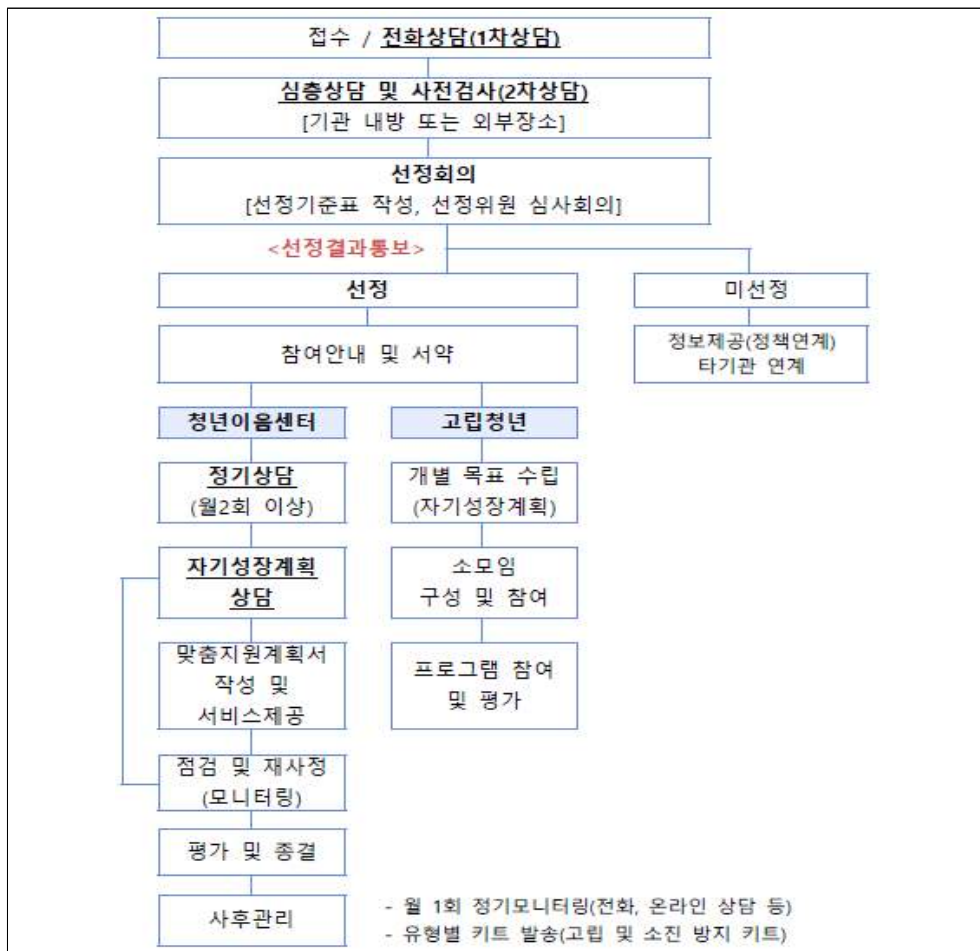 접수 / 전화상담(1차상담)
심층상담 및 사전검사(2차상담)
[기관 내방 또는 외부장소]
선정회의
[선정기준표 작성, 선정위원 심사회의]
<선정결과통보>
선정
미선정
참여안내 및 서약
정보제공(정책연계)
타기관 연계
청년이음센터
고립청년
정기상담
(월2회 이상)
개별 목표 수립
(자기성장계획)
자기성장계획
상담
소모임
구성 및 참여
맞춤지원계획서
작성 및
서비스제공
프로그램 참여
및 평가
점검 및 재사정
(모니터링)
평가 및 종결
사후관리
- 월 1회 정기모니터링(전화, 온라인 상담 등)
- 유형별 키트 발송(고립 및 소진 방지 키트)